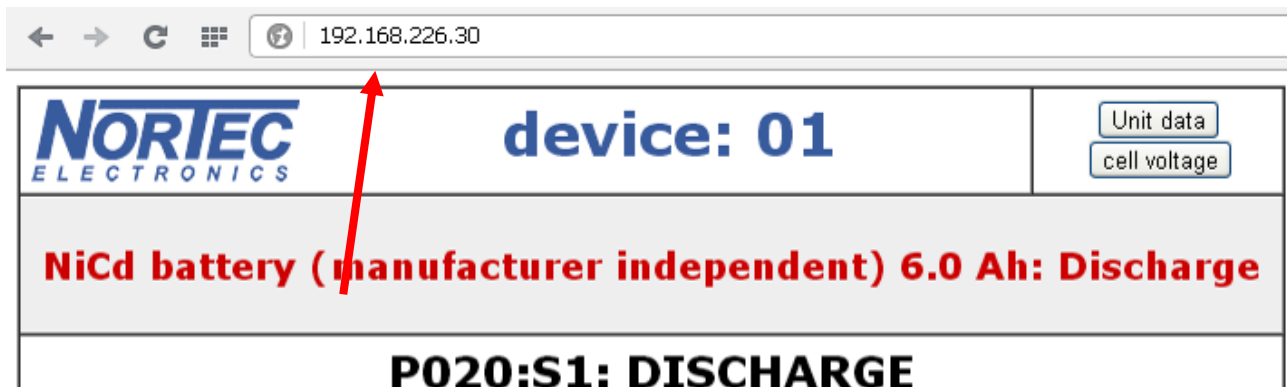 192.168.226.30
NORTEC
ELECTRONICS
device: 01
Unit data
cell voltage
NiCd battery (manufacturer independent) 6.0 Ah: Discharge
P020:S1: DISCHARGE